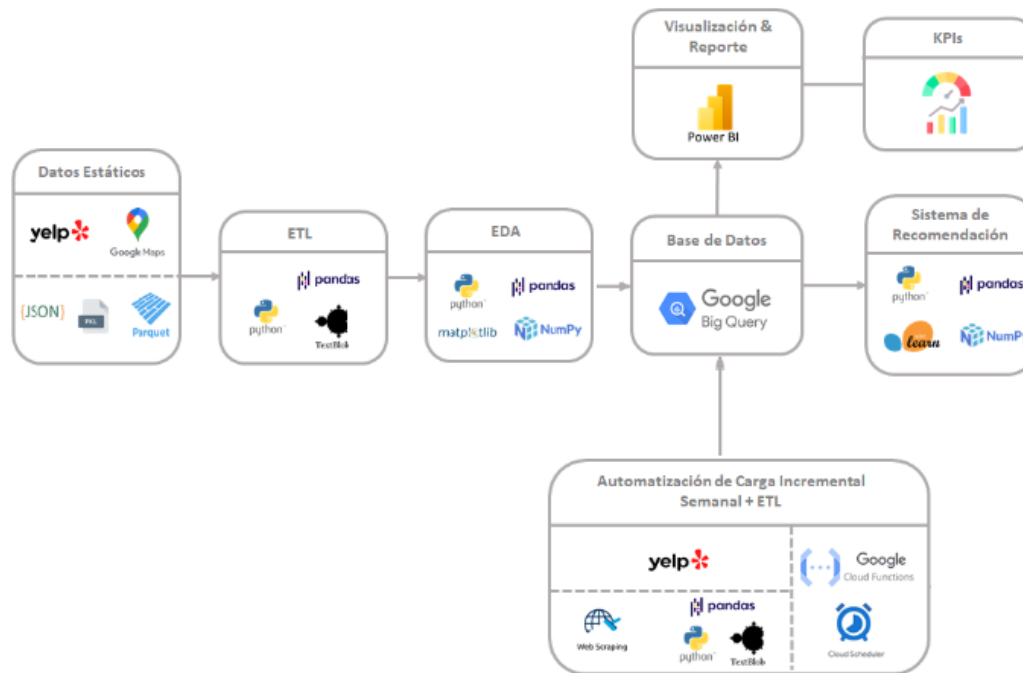 Visualización &
Reporte
Power BI
KPIs
Datos Estáticos
yelp
Google Maps
{JSON}
PKL
Parquet
ETL
pandas
python
TextBlob
EDA
python
pandas
matplotlib
NumPy
Base de Datos
Google
Big Query
Sistema de
Recomendación
python
pandas
learn
NumPy
Automatización de Carga Incremental
Semanal + ETL
yelp
Web Scraping
pandas
python
TextBlob
Google
Cloud Functions
Cloud Scheduler